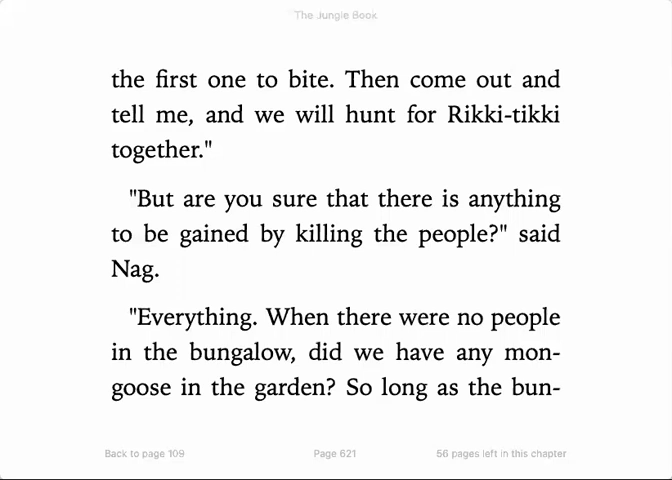 The Jungle Book
the first one to bite. Then come out and
tell me, and we will hunt for Rikki-tikki
together."
"But are you sure that there is anything
to be gained by killing the people?" said
Nag.
"Everything. When there were no people
in the bungalow, did we have any mon-
goose in the garden? So long as the bun-
Back to page 109 Page 621 56 pages left in this chapter